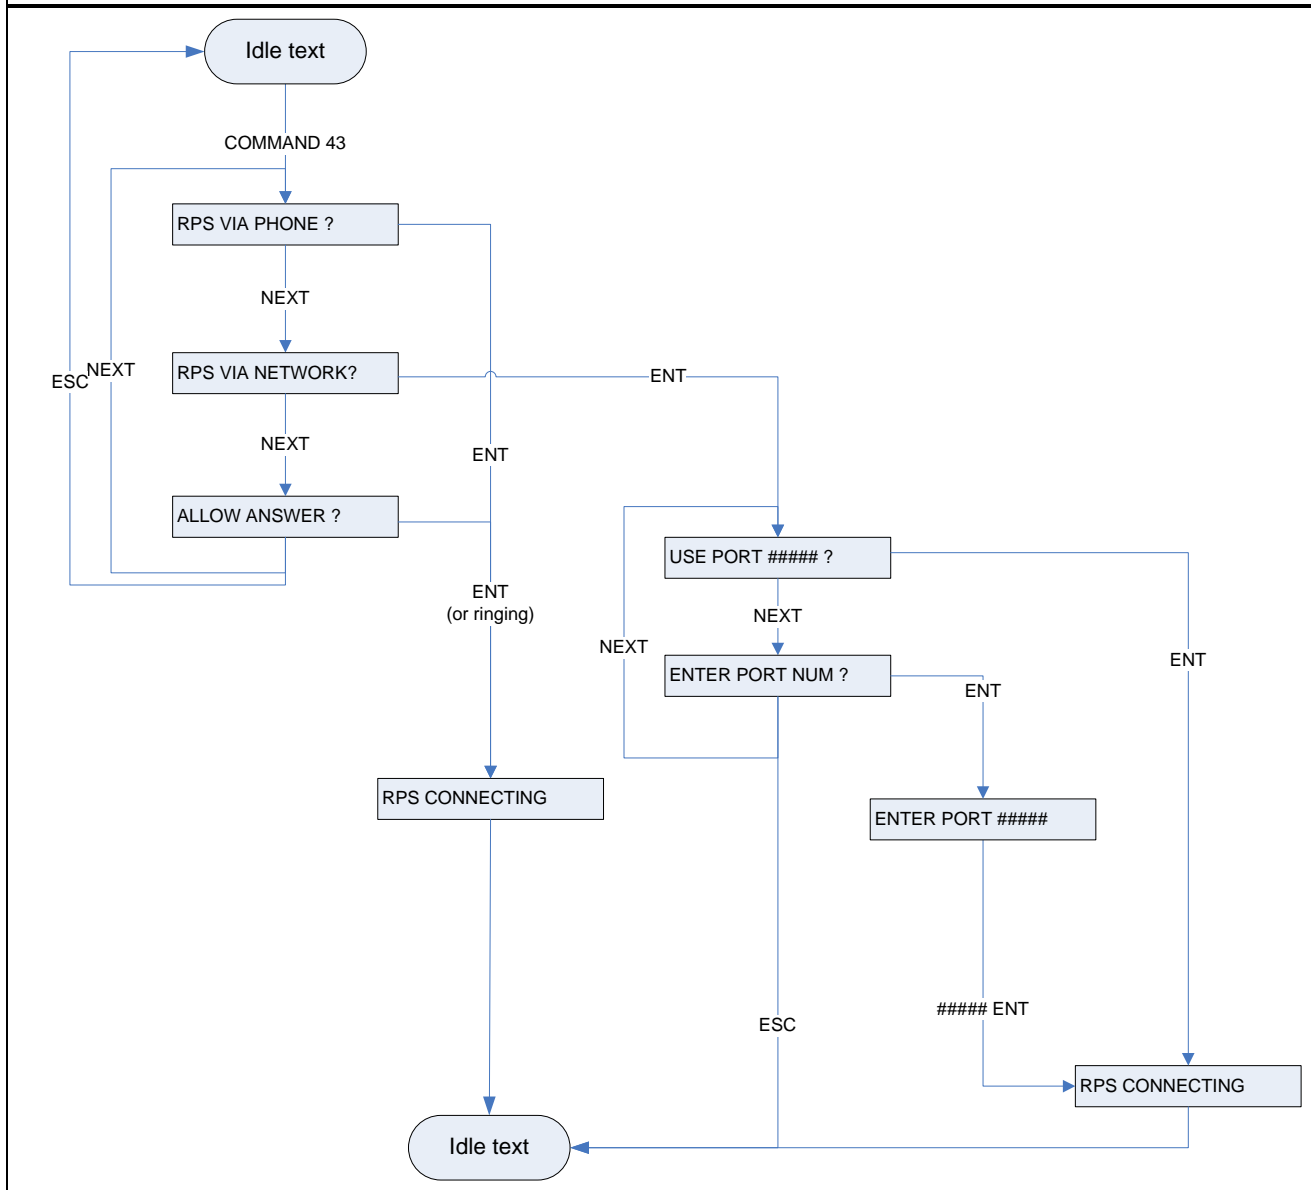 Idle text
COMMAND 43
RPS VIA PHONE ?
NEXT
RPS VIA NETWORK?
ENT
ESC
NEXT
NEXT
ENT
ALLOW ANSWER ?
USE PORT ##### ?
ENT
(or ringing)
NEXT
NEXT
ENT
ENTER PORT NUM ?
ENT
RPS CONNECTING
ENTER PORT #####
##### ENT
ESC
RPS CONNECTING
Idle text